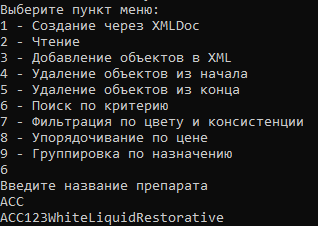 Выберите пункт меню:
1 - Создание через XMLDoc
2 - Чтение
3 - Добавление объектов в XML
4 - Удаление объектов из начала
5 - Удаление объектов из конца
6 - Поиск по критерию
7 - Фильтрация по цвету и консистенции
8 - Упорядочивание по цене
9 - Группировка по назначению
6
Введите название препарата
ACC
ACC123WhiteLiquidRestorative